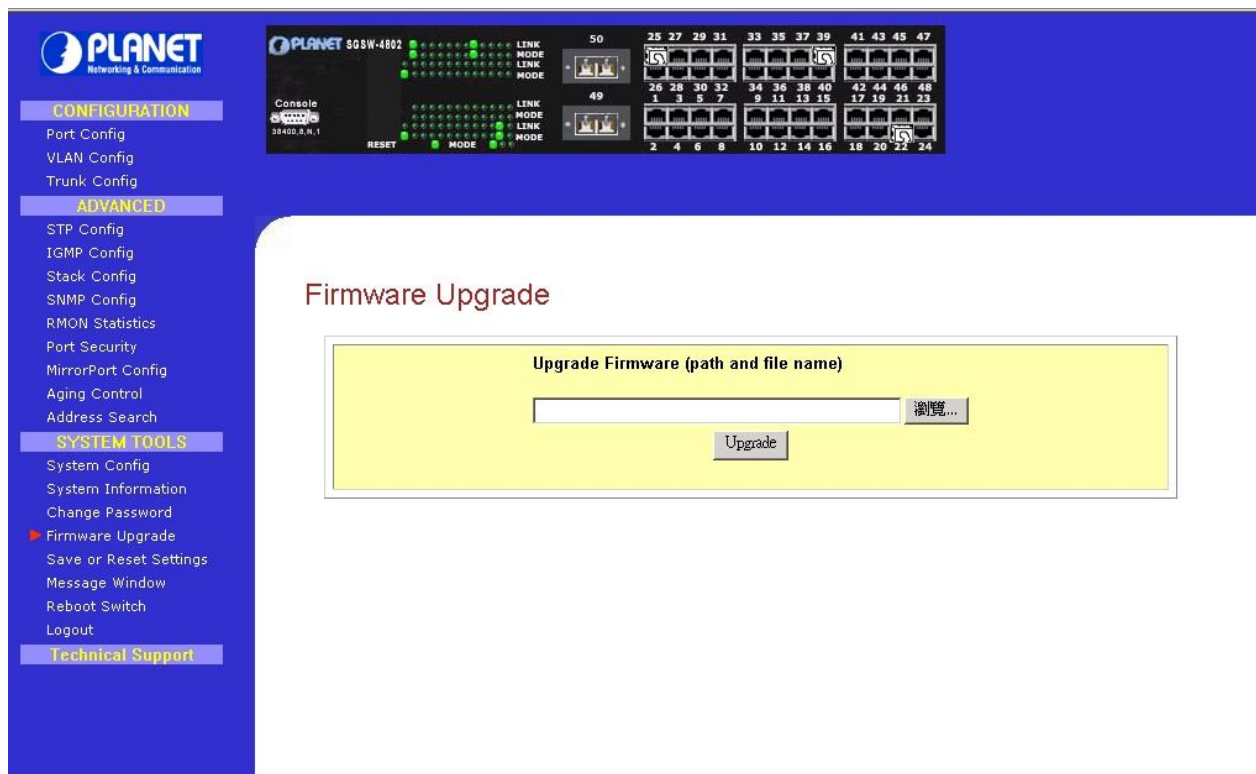 PLANET
Networking & Communication
CONFIGURATION
Port Config
VLAN Config
Trunk Config
ADVANCED
STP Config
IGMP Config
Stack Config
SNMP Config
RMON Statistics
Port Security
MirrorPort Config
Aging Control
Address Search
SYSTEM TOOLS
System Config
System Information
Change Password
Firmware Upgrade
Save or Reset Settings
Message Window
Reboot Switch
Logout
Technical Support
PLANET SGSW-4802
LINK
MODE
LINK
MODE
Console
38400,8,N,1
LINK
MODE
LINK
MODE
RESET MODE
50
49
25 27 29 31 33 35 37 39 41 43 45 47
26 28 30 32 34 36 38 40 42 44 46 48
1 3 5 7 9 11 13 15 17 19 21 23
2 4 6 8 10 12 14 16 18 20 22 24
Firmware Upgrade
Upgrade Firmware (path and file name)
瀏覽...
Upgrade